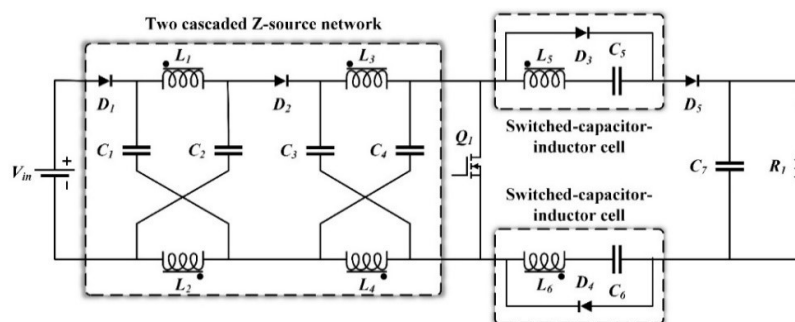 Two cascaded Z-source network
L1
L3
D3
C5
L5
D1
D2
D5
Switched-capacitor-
inductor cell
Q1
C1
C2
C3
C4
Vin
+
-
C7
R1
Switched-capacitor-
inductor cell
L2
L4
L6
D4
C6